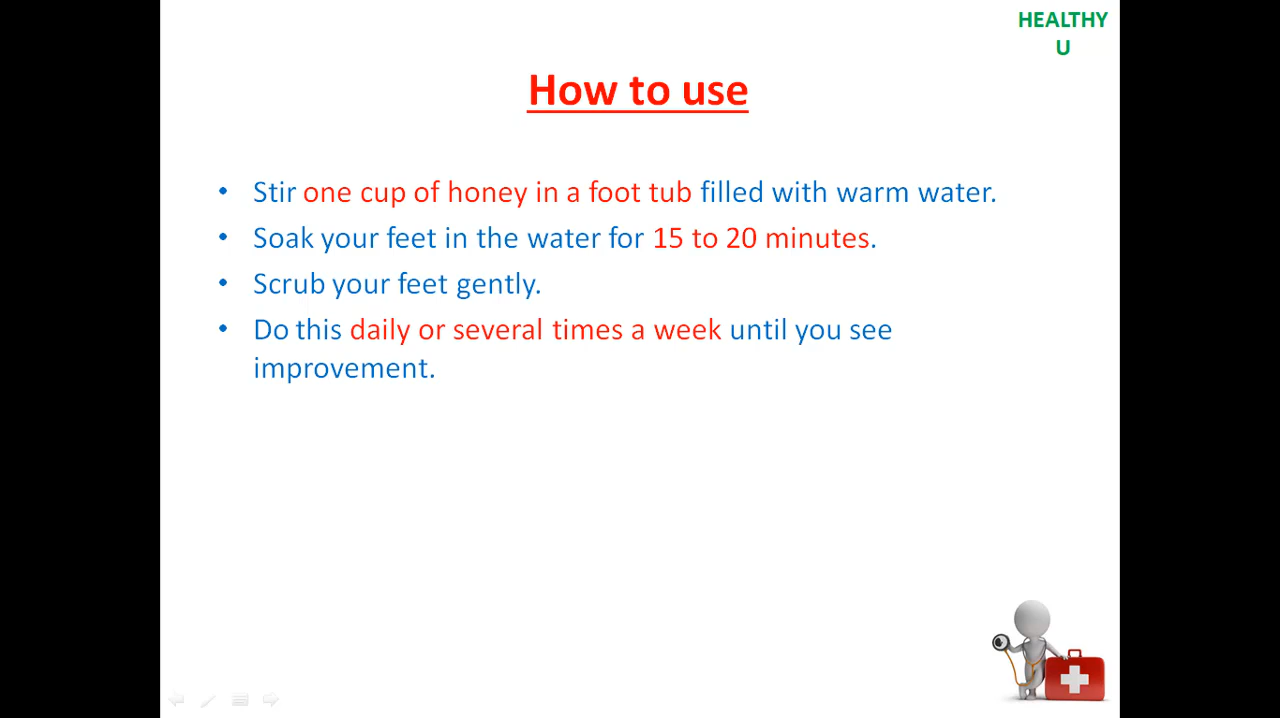 HEALTHY
U
How to use
• Stir one cup of honey in a foot tub filled with warm water.
• Soak your feet in the water for 15 to 20 minutes.
• Scrub your feet gently.
• Do this daily or several times a week until you see
improvement.